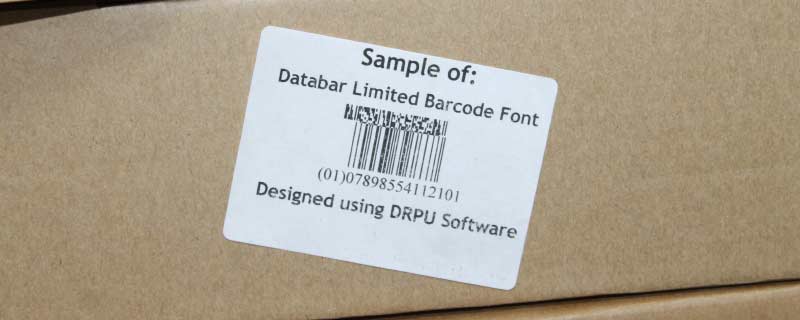 Sample of:
Databar Limited Barcode Font
(01)07898554112101
Designed using DRPU Software